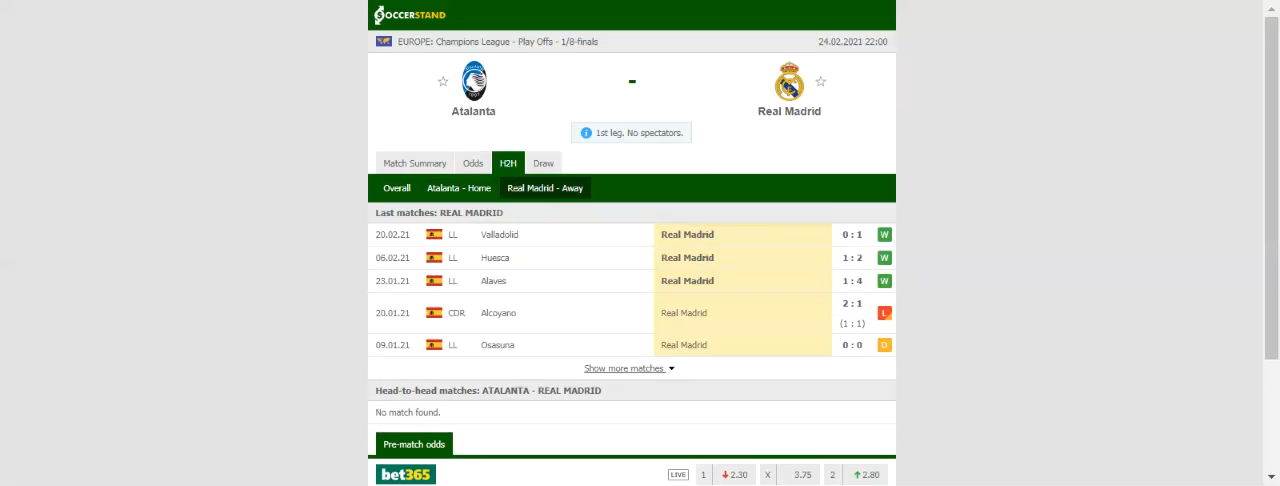 SOCCERSTAND
EUROPE: Champions League - Play Offs - 1/8-finals 24.02.2021 22:00
-
Atalanta Real Madrid
1st leg. No spectators.
Match Summary Odds H2H Draw
Overall Atalanta - Home Real Madrid - Away
Last matches: REAL MADRID
20.02.21 LL Valladolid Real Madrid 0 : 1 W
06.02.21 LL Huesca Real Madrid 1 : 2 W
23.01.21 LL Alaves Real Madrid 1 : 4 W
20.01.21 CDR Alcoyano Real Madrid 2 : 1 L
(1 : 1)
09.01.21 LL Osasuna Real Madrid 0 : 0 D
Show more matches
Head-to-head matches: ATALANTA - REAL MADRID
No match found.
Pre-match odds
bet365 LIVE 1 2.30 X 3.75 2 2.80